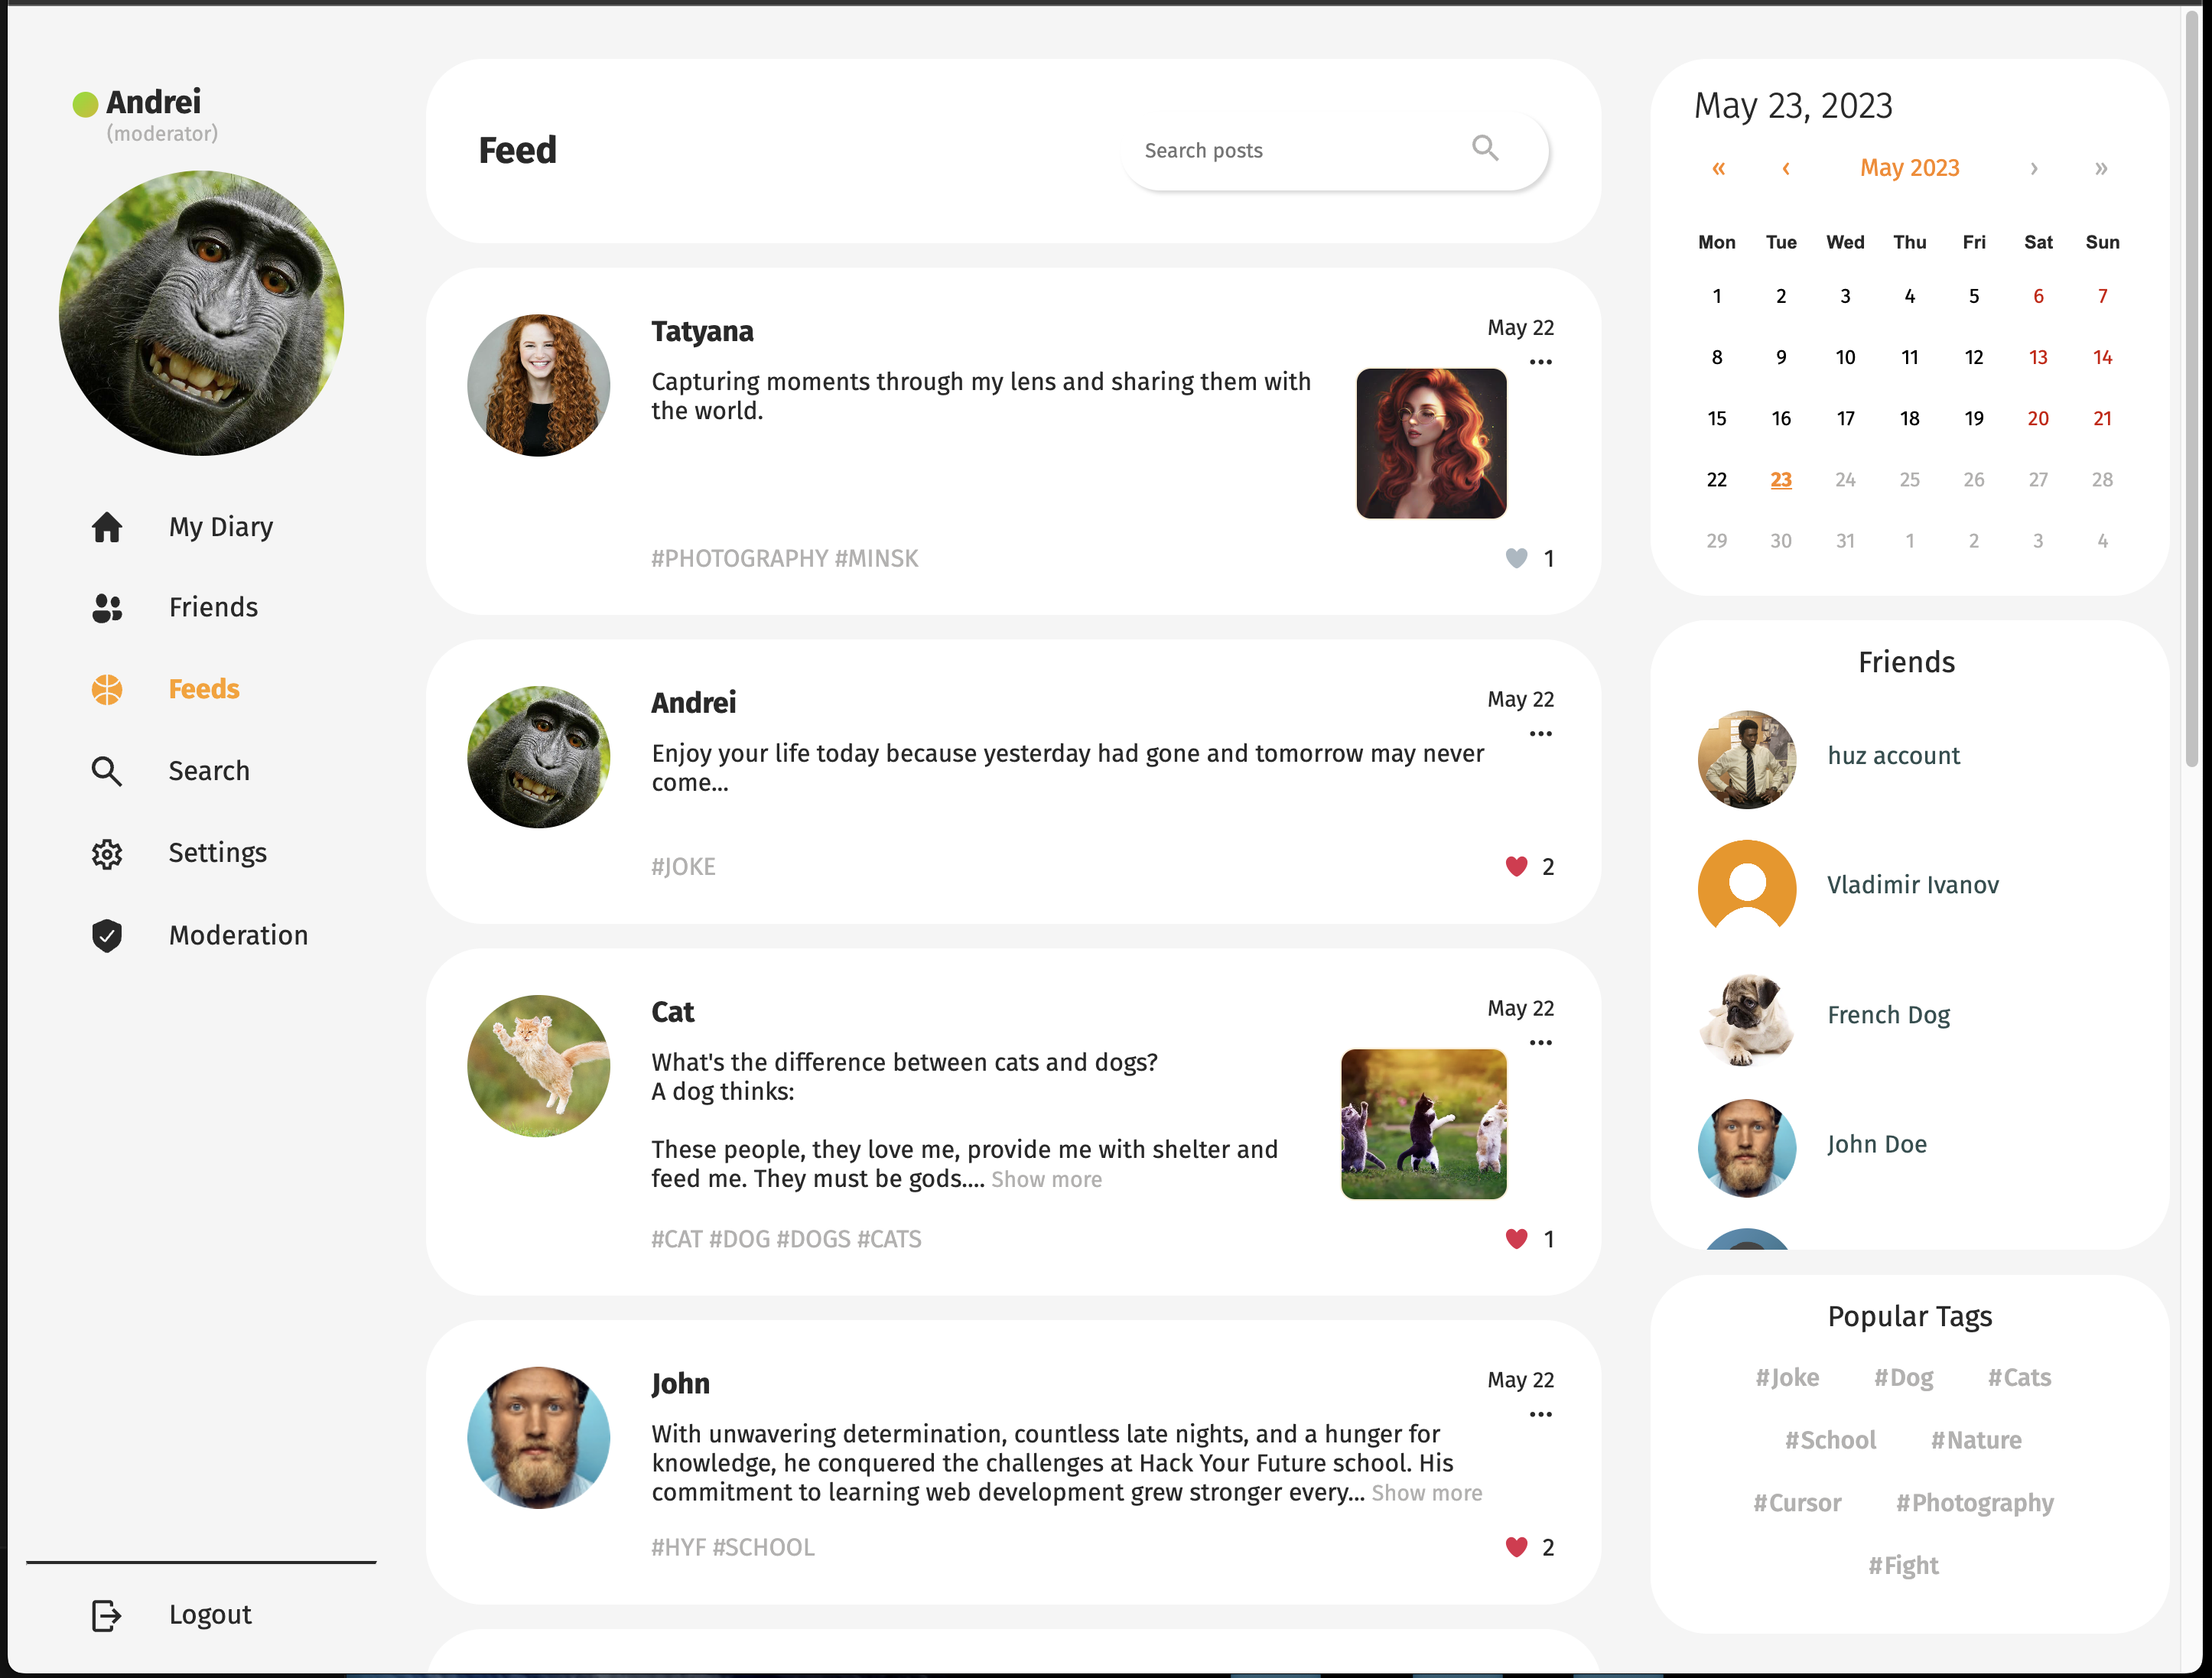 Andrei
(moderator)
My Diary
Friends
Feeds
Search
Settings
Moderation
Logout
Feed
Search posts
Tatyana
May 22
Capturing moments through my lens and sharing them with
the world.
#PHOTOGRAPHY #MINSK
1
Andrei
May 22
Enjoy your life today because yesterday had gone and tomorrow may never
come...
#JOKE
2
Cat
May 22
What's the difference between cats and dogs?
A dog thinks:
These people, they love me, provide me with shelter and
feed me. They must be gods.... Show more
#CAT #DOG #DOGS #CATS
1
John
May 22
With unwavering determination, countless late nights, and a hunger for
knowledge, he conquered the challenges at Hack Your Future school. His
commitment to learning web development grew stronger every... Show more
#HYF #SCHOOL
2
May 23, 2023
« ‹ May 2023 › »
Mon Tue Wed Thu Fri Sat Sun
1 2 3 4 5 6 7
8 9 10 11 12 13 14
15 16 17 18 19 20 21
22 23 24 25 26 27 28
29 30 31 1 2 3 4
Friends
huz account
Vladimir Ivanov
French Dog
John Doe
Popular Tags
#Joke #Dog #Cats
#School #Nature
#Cursor #Photography
#Fight